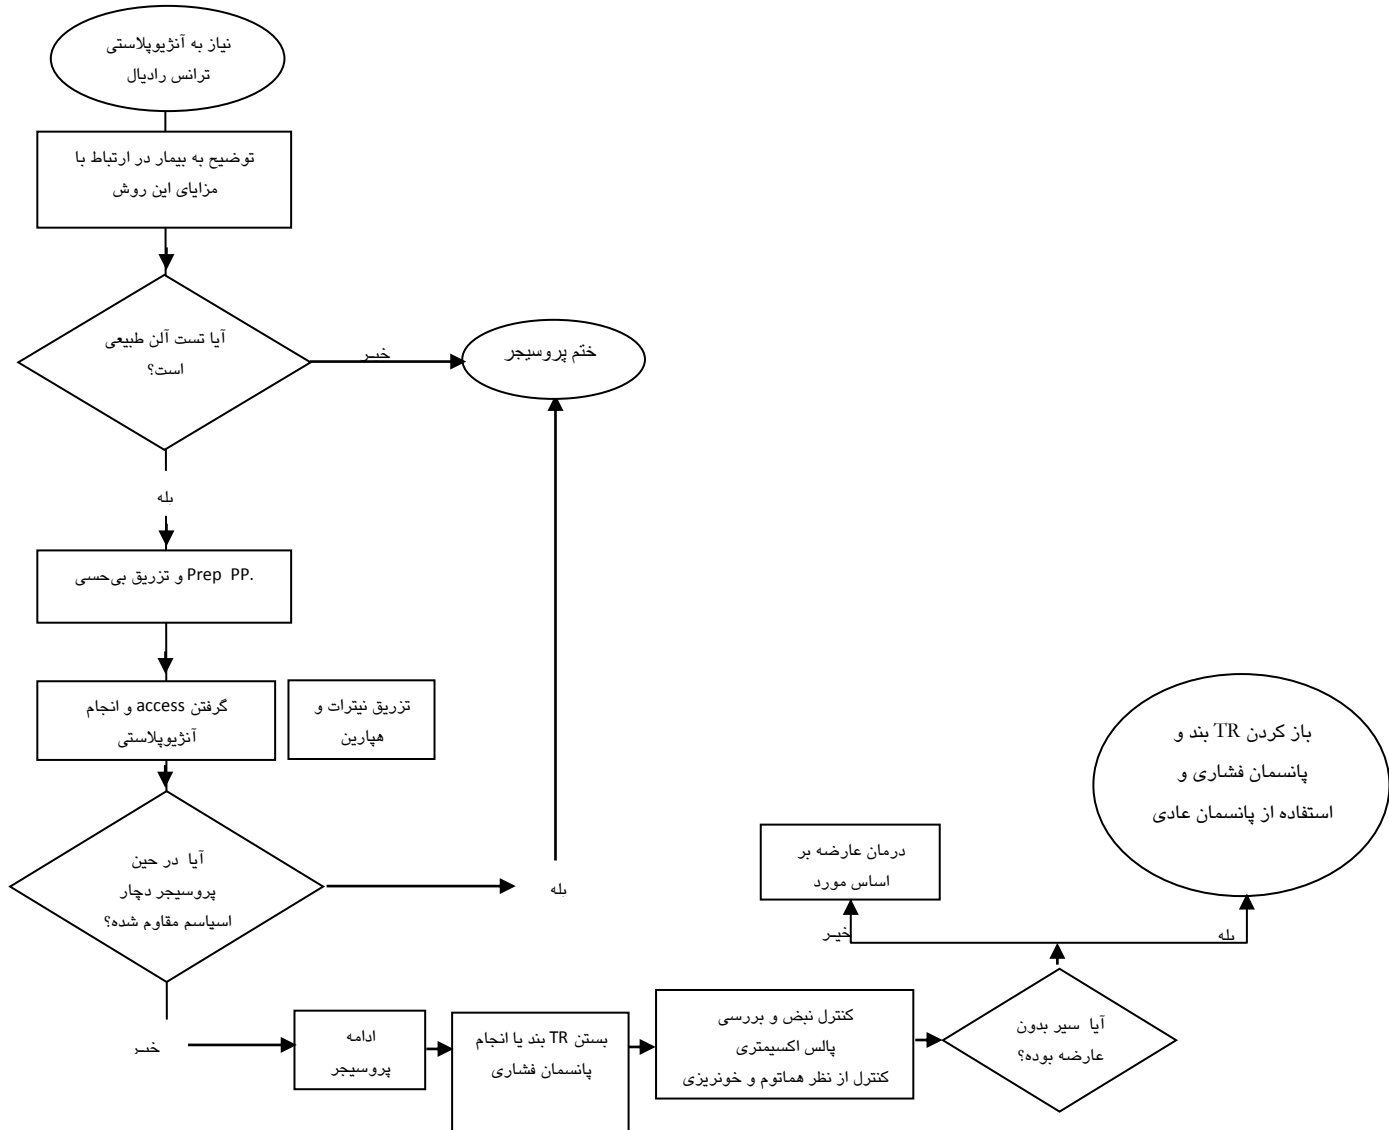 نیاز به آنژیوپلاستی
ترانس رادیال
توضیح به بیمار در ارتباط با
مزایای این روش
آیا تست آلن طبیعی
است؟
خیر
ختم پروسیجر
بله
Prep PP. و تزریق بی‌حسی
گرفتن access و انجام
آنژیوپلاستی
تزریق نیترات و
هپارین
آیا در حین
پروسیجر دچار
اسپاسم مقاوم شده؟
بله
خیر
ادامه
پروسیجر
بستن TR بند یا انجام
پانسمان فشاری
کنترل نبض و بررسی
پالس اکسیمتری
کنترل از نظر هماتوم و خونریزی
آیا سیر بدون
عارضه بوده؟
خیر
درمان عارضه بر
اساس مورد
بله
باز کردن TR بند و
پانسمان فشاری و
استفاده از پانسمان عادی